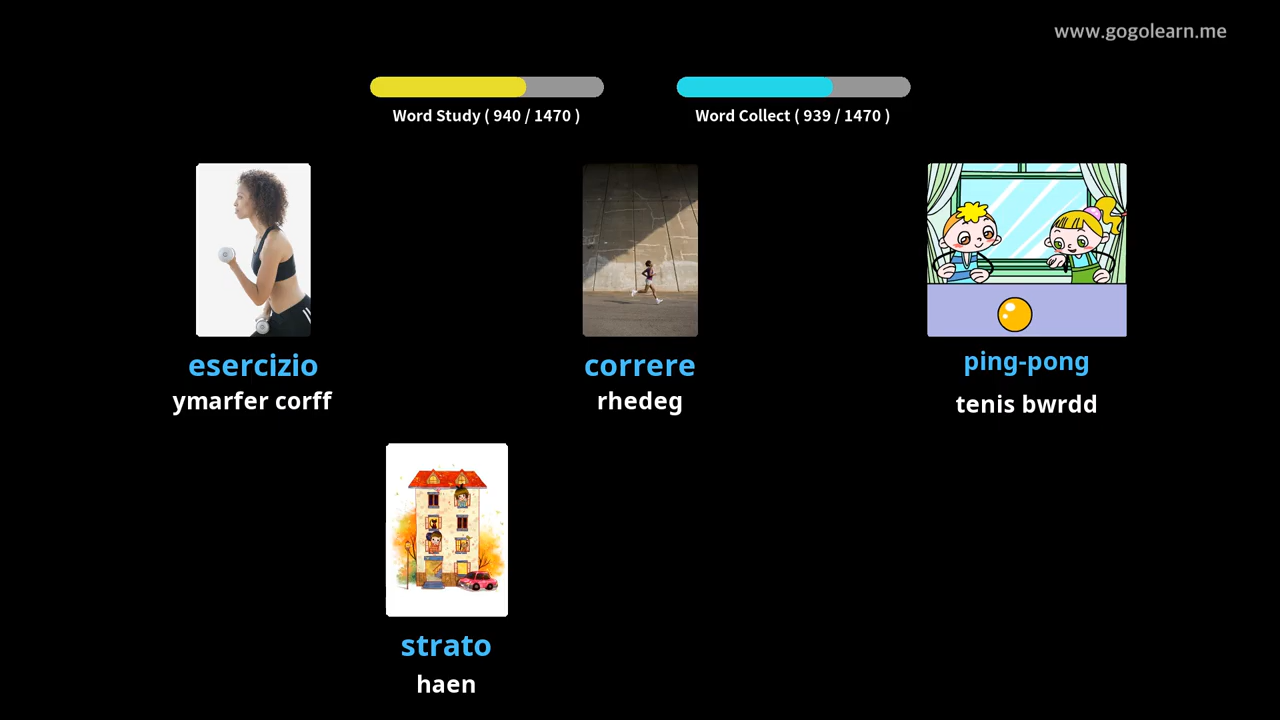 www.gogolearn.me
Word Study ( 940 / 1470 )
Word Collect ( 939 / 1470 )
esercizio
ymarfer corff
correre
rhedeg
ping-pong
tenis bwrdd
strato
haen